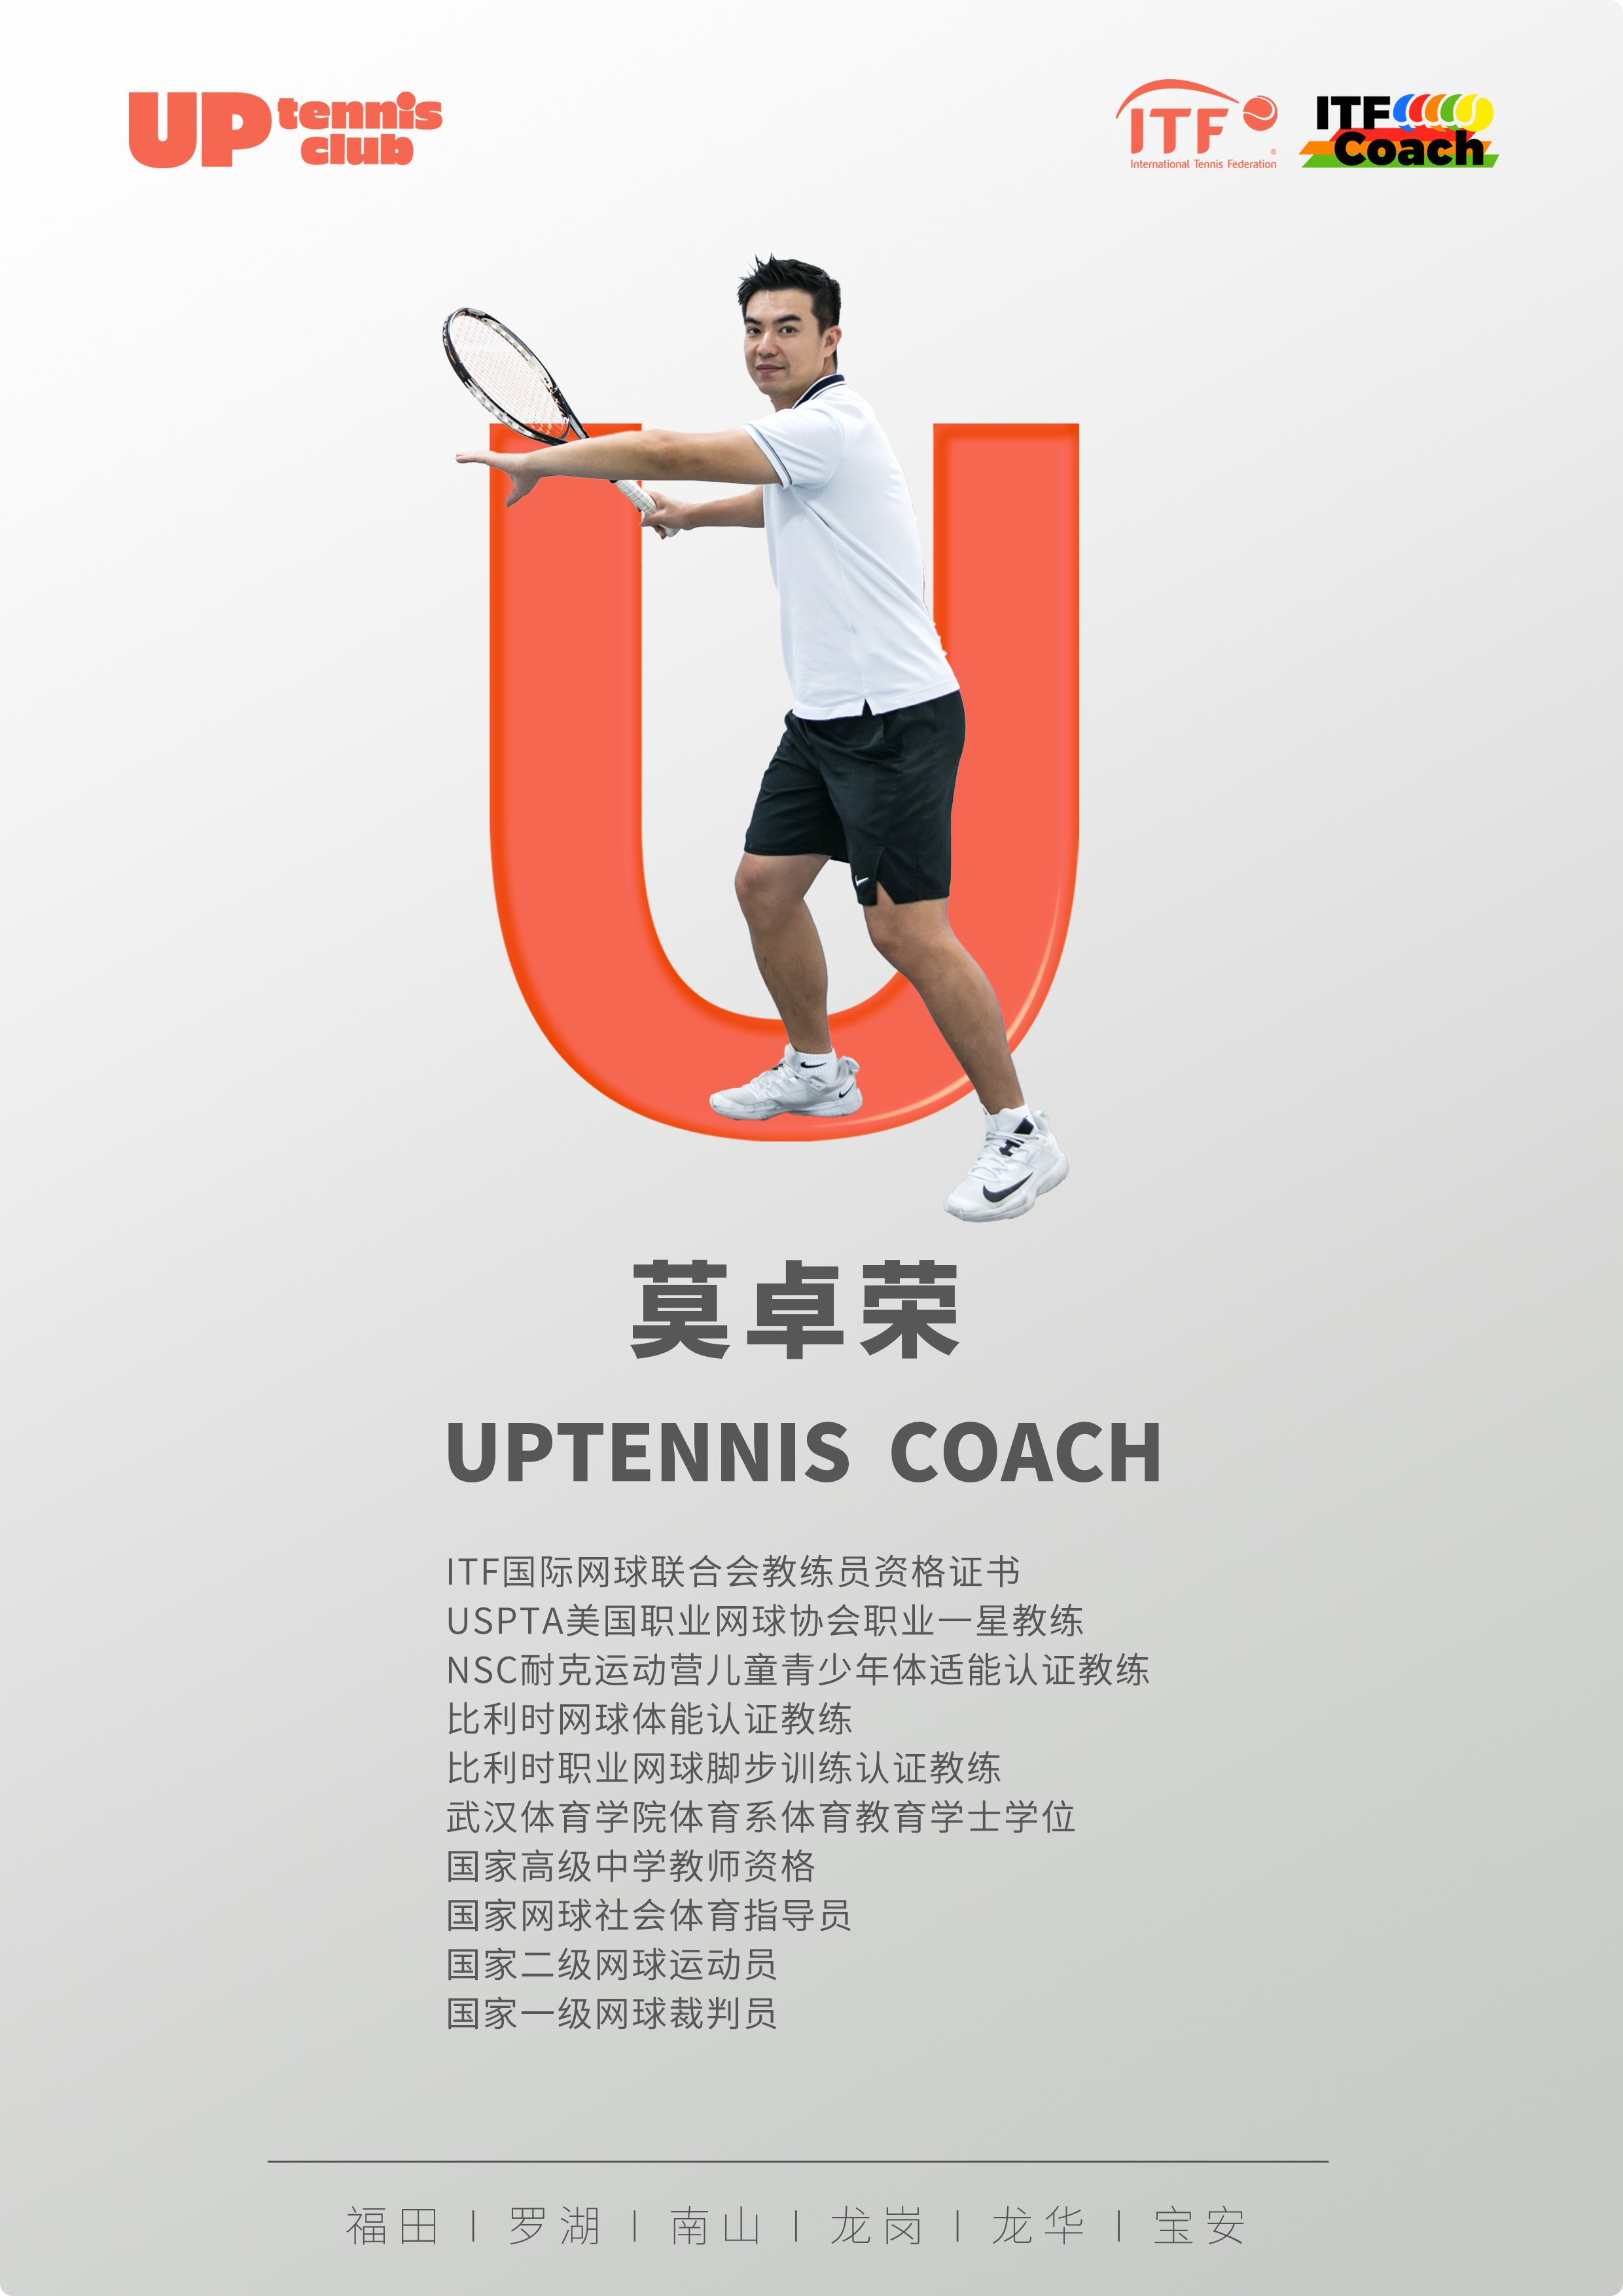 UP tennis club
ITF
International Tennis Federation
ITF Coach
莫卓荣
UPTENNIS COACH
ITF国际网球联合会教练员资格证书
USPTA美国职业网球协会职业一星教练
NSC耐克运动营儿童青少年体适能认证教练
比利时网球体能认证教练
比利时职业网球脚步训练认证教练
武汉体育学院体育系体育教育学士学位
国家高级中学教师资格
国家网球社会体育指导员
国家二级网球运动员
国家一级网球裁判员
福田 | 罗湖 | 南山 | 龙岗 | 龙华 | 宝安